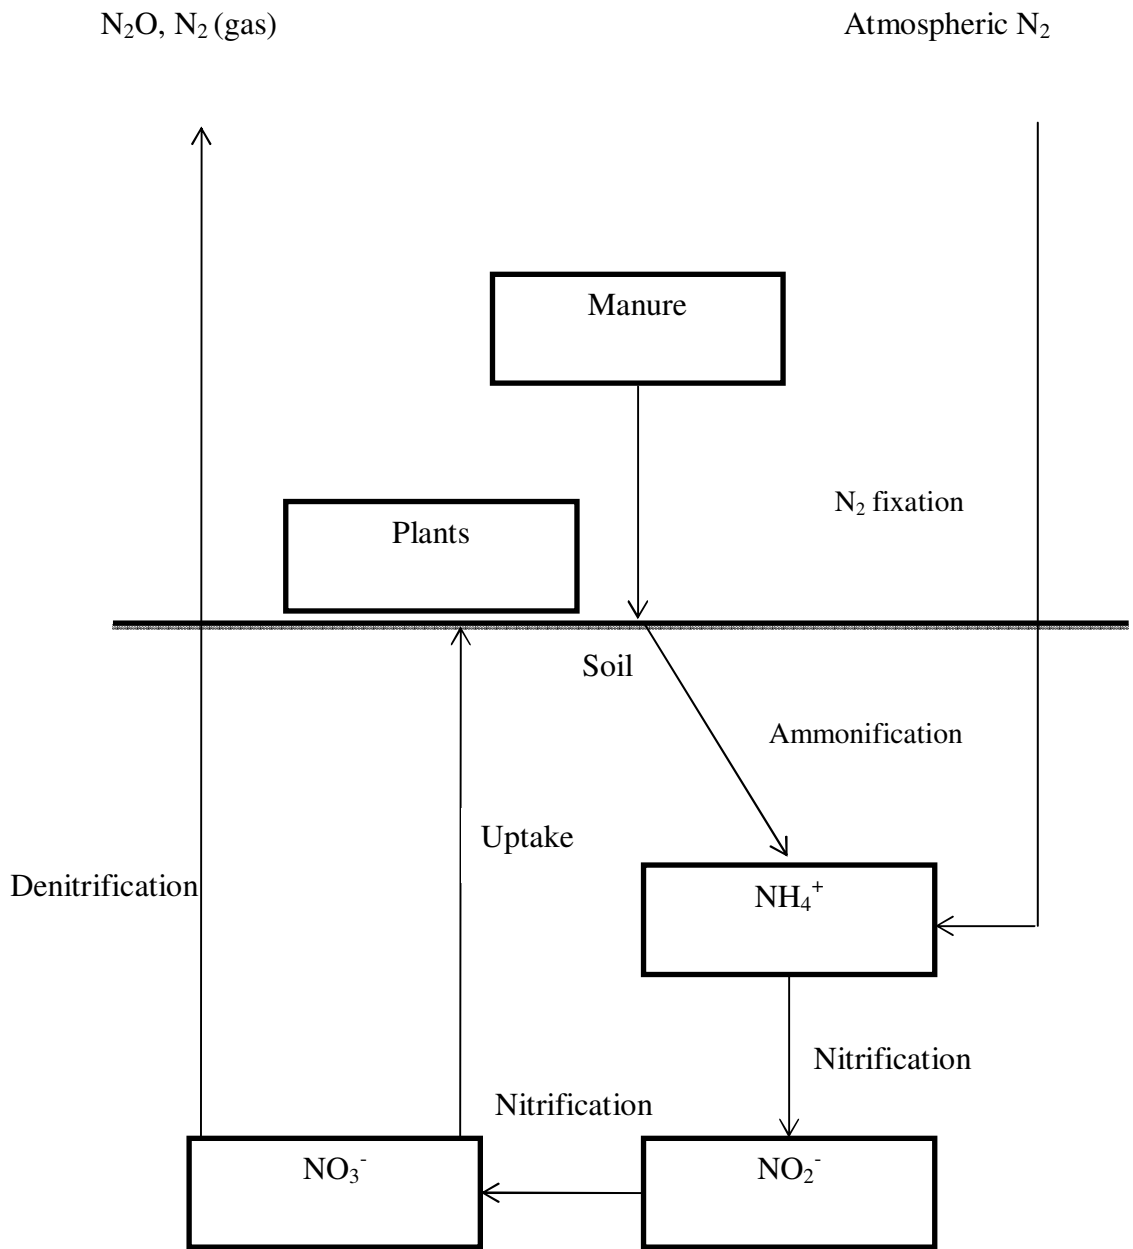 N₂O, N₂ (gas)
Atmospheric N₂
Manure
N₂ fixation
Plants
Soil
Ammonification
Uptake
Denitrification
NH₄⁺
Nitrification
Nitrification
NO₃⁻
NO₂⁻